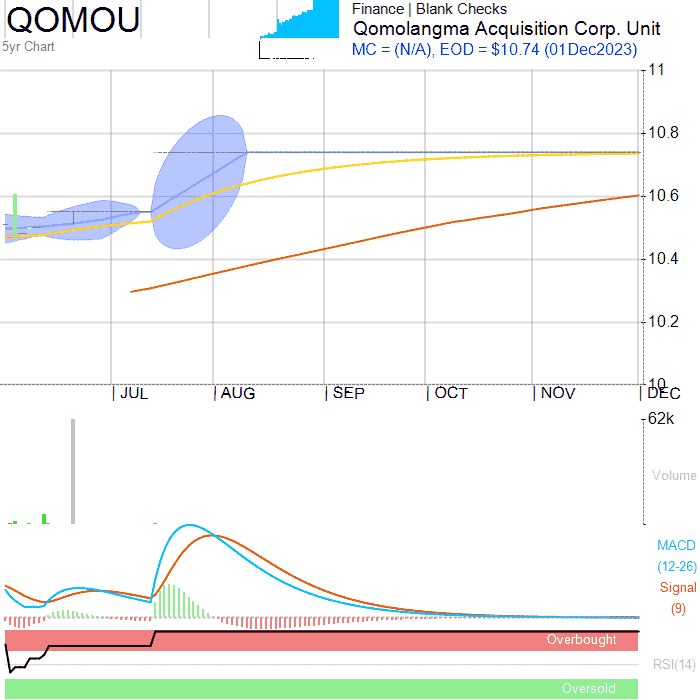 QOMOU
5yr Chart
Finance | Blank Checks
Qomolangma Acquisition Corp. Unit
MC = (N/A), EOD = $10.74 (01Dec2023)
11
10.8
10.6
10.4
10.2
10
JUL
AUG
SEP
OCT
NOV
DEC
62k
Volume
MACD
(12-26)
Signal
(9)
Overbought
RSI(14)
Oversold